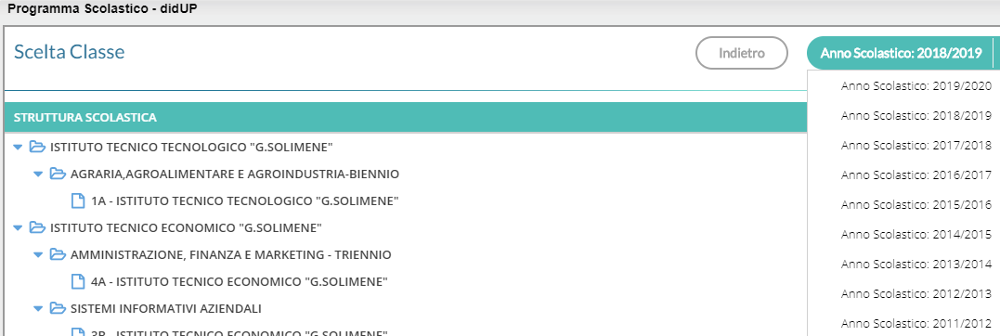 Programma Scolastico - didUP
Scelta Classe
Indietro
Anno Scolastico: 2018/2019
Anno Scolastico: 2019/2020
Anno Scolastico: 2018/2019
Anno Scolastico: 2017/2018
Anno Scolastico: 2016/2017
Anno Scolastico: 2015/2016
Anno Scolastico: 2014/2015
Anno Scolastico: 2013/2014
Anno Scolastico: 2012/2013
Anno Scolastico: 2011/2012
STRUTTURA SCOLASTICA
ISTITUTO TECNICO TECNOLOGICO "G.SOLIMENE"
AGRARIA,AGROALIMENTARE E AGROINDUSTRIA-BIENNIO
1A - ISTITUTO TECNICO TECNOLOGICO "G.SOLIMENE"
ISTITUTO TECNICO ECONOMICO "G.SOLIMENE"
AMMINISTRAZIONE, FINANZA E MARKETING - TRIENNIO
4A - ISTITUTO TECNICO ECONOMICO "G.SOLIMENE"
SISTEMI INFORMATIVI AZIENDALI
ISTITUTO TECNICO ECONOMICO "G.SOLIMENE"